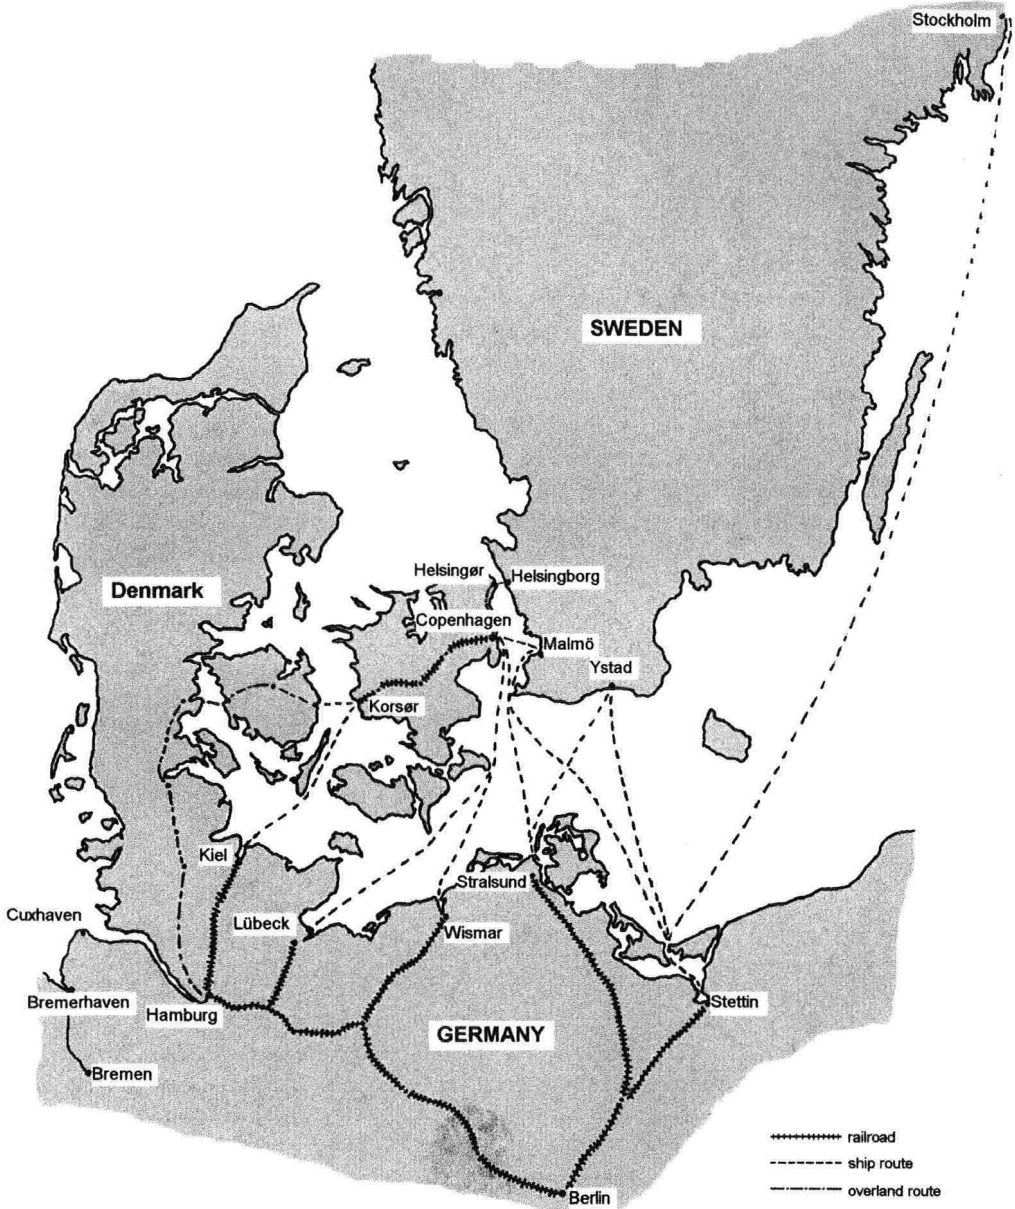 Stockholm
SWEDEN
Helsingør
Helsingborg
Denmark
Copenhagen
Malmö
Ystad
Korsør
Kiel
Stralsund
Cuxhaven
Lübeck
Wismar
Bremerhaven
Hamburg
Stettin
GERMANY
Bremen
railroad
ship route
overland route
Berlin